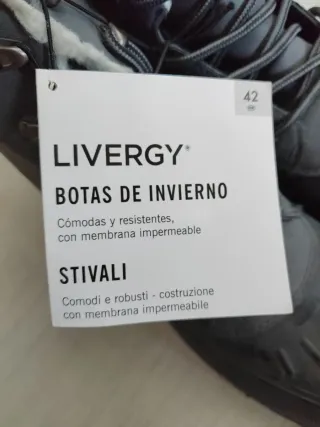 42
LIVERGY®
BOTAS DE INVIERNO
Cómodas y resistentes,
con membrana impermeable
STIVALI
Comodi e robusti - costruzione
con membrana impermeabile